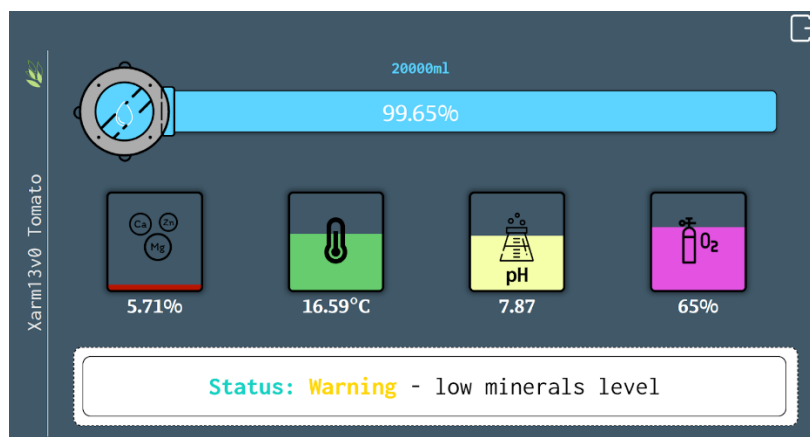 20000ml
99.65%
Xarm13v0 Tomato
Ca Zn
Mg
pH
O₂
5.71% 16.59°C 7.87 65%
Status: Warning - low minerals level